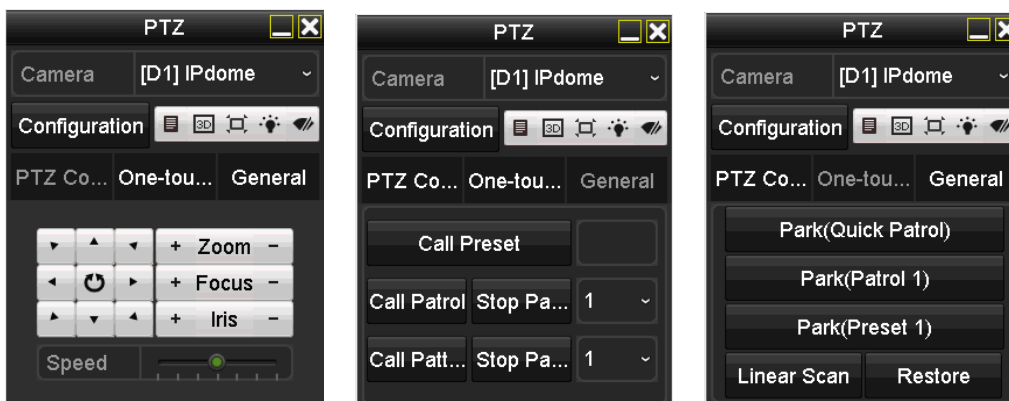 PTZ
Camera [D1] IPdome
Configuration 3D
PTZ Co... One-tou... General
+ Zoom -
+ Focus -
+ Iris -
Speed
PTZ
Camera [D1] IPdome
Configuration 3D
PTZ Co... One-tou... General
Call Preset
Call Patrol Stop Pa... 1
Call Patt... Stop Pa... 1
PTZ
Camera [D1] IPdome
Configuration 3D
PTZ Co... One-tou... General
Park(Quick Patrol)
Park(Patrol 1)
Park(Preset 1)
Linear Scan Restore